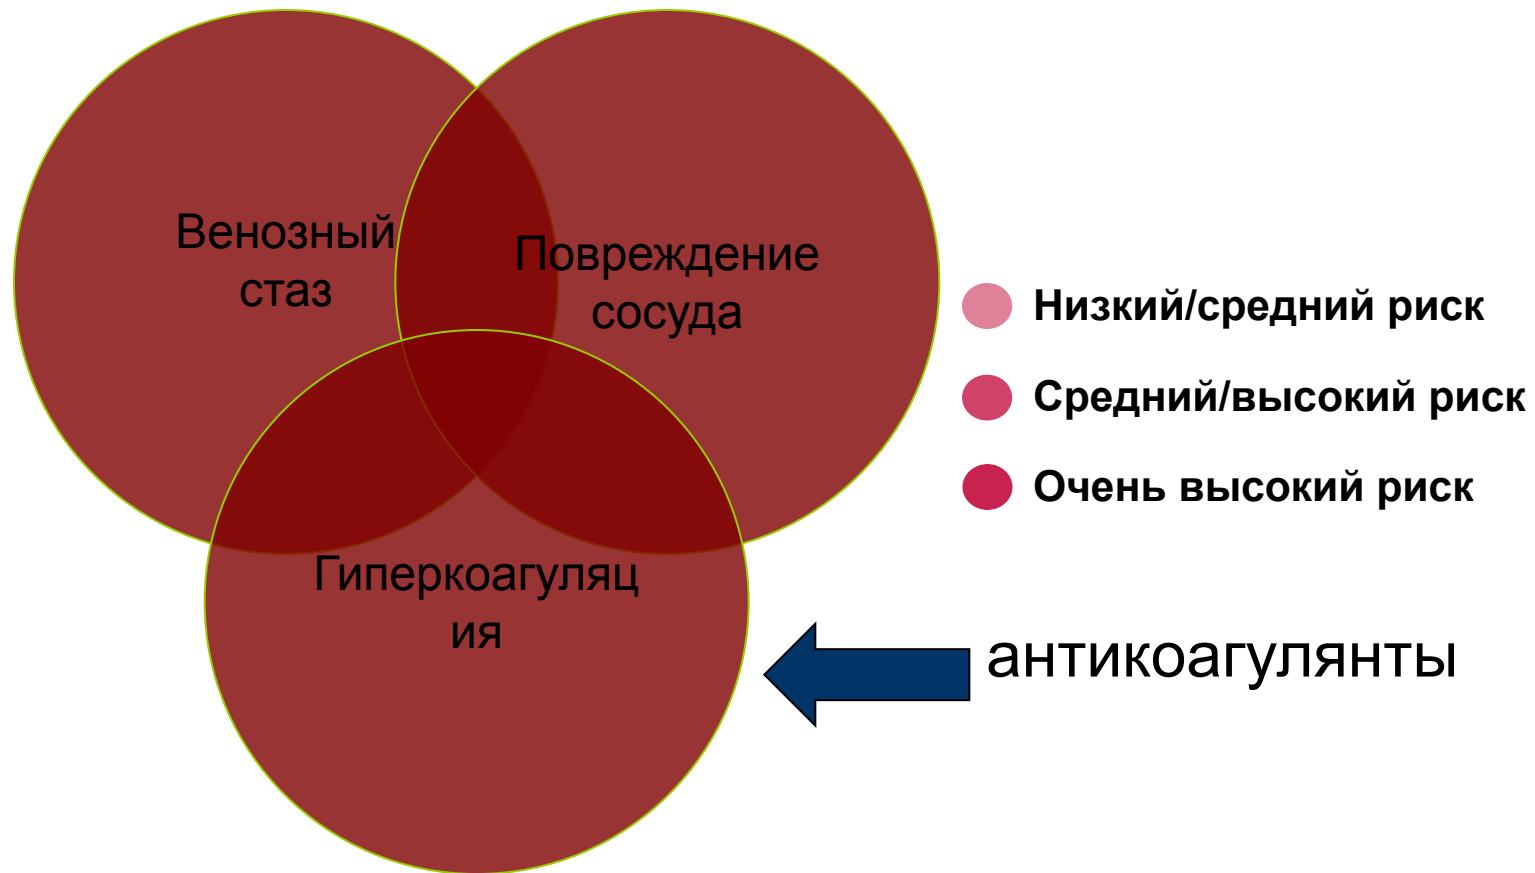 Венозный
стаз
Повреждение
сосуда
Гиперкоагуляц
ия
Низкий/средний риск
Средний/высокий риск
Очень высокий риск
антикоагулянты